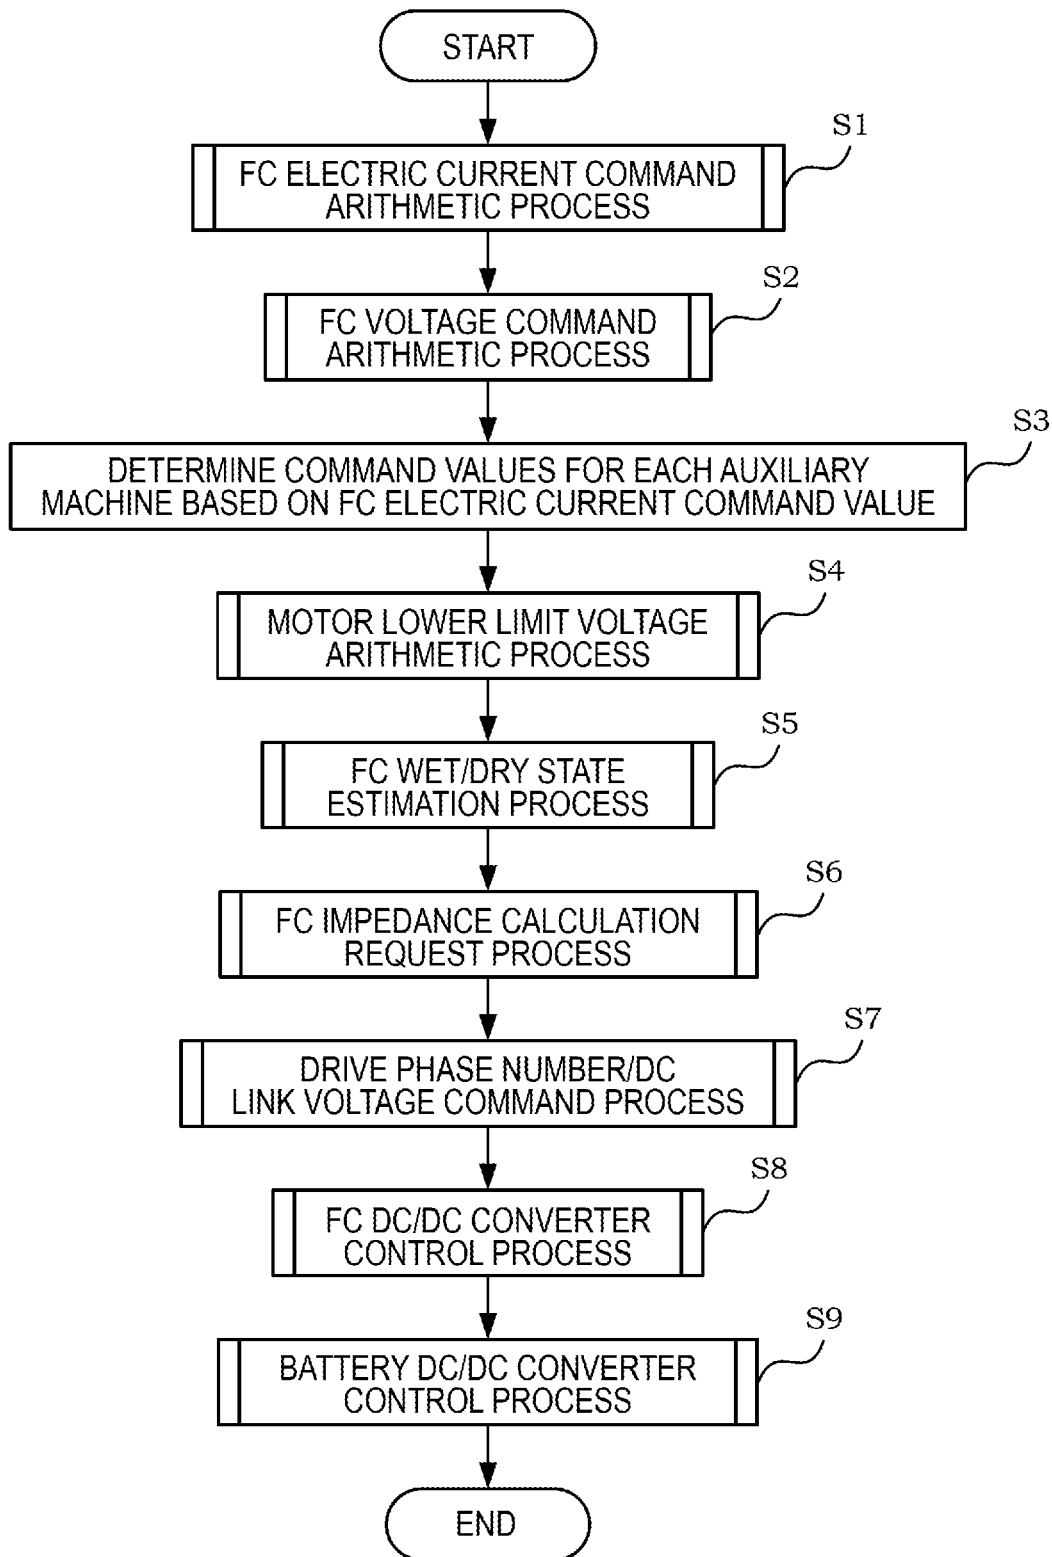 START
S1
FC ELECTRIC CURRENT COMMAND
ARITHMETIC PROCESS
S2
FC VOLTAGE COMMAND
ARITHMETIC PROCESS
S3
DETERMINE COMMAND VALUES FOR EACH AUXILIARY
MACHINE BASED ON FC ELECTRIC CURRENT COMMAND VALUE
S4
MOTOR LOWER LIMIT VOLTAGE
ARITHMETIC PROCESS
S5
FC WET/DRY STATE
ESTIMATION PROCESS
S6
FC IMPEDANCE CALCULATION
REQUEST PROCESS
S7
DRIVE PHASE NUMBER/DC
LINK VOLTAGE COMMAND PROCESS
S8
FC DC/DC CONVERTER
CONTROL PROCESS
S9
BATTERY DC/DC CONVERTER
CONTROL PROCESS
END